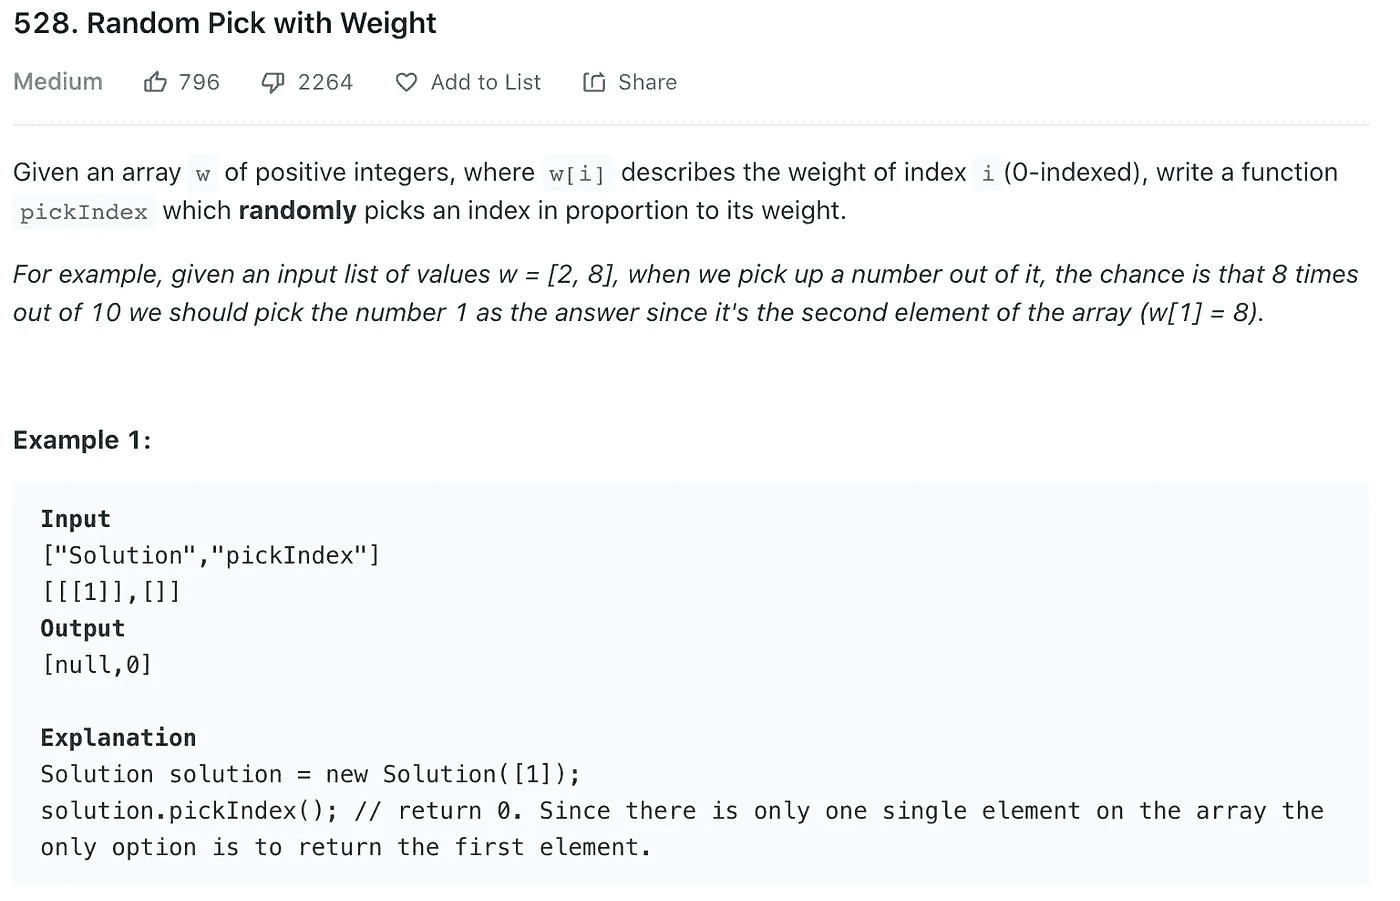 528. Random Pick with Weight
Medium 796 2264 Add to List Share
Given an array w of positive integers, where w[i] describes the weight of index i (0-indexed), write a function
pickIndex which randomly picks an index in proportion to its weight.
For example, given an input list of values w = [2, 8], when we pick up a number out of it, the chance is that 8 times
out of 10 we should pick the number 1 as the answer since it's the second element of the array (w[1] = 8).
Example 1:
Input
["Solution","pickIndex"]
[[[1]],[]]
Output
[null,0]
Explanation
Solution solution = new Solution([1]);
solution.pickIndex(); // return 0. Since there is only one single element on the array the
only option is to return the first element.